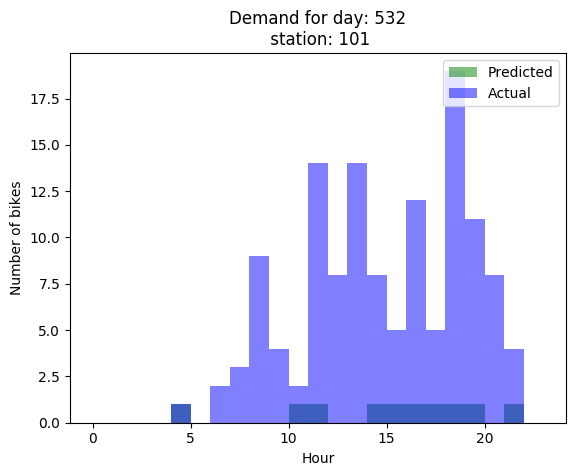 Demand for day: 532
station: 101
Predicted
Actual
Number of bikes
17.5
15.0
12.5
10.0
7.5
5.0
2.5
0.0
0
5
10
15
20
Hour